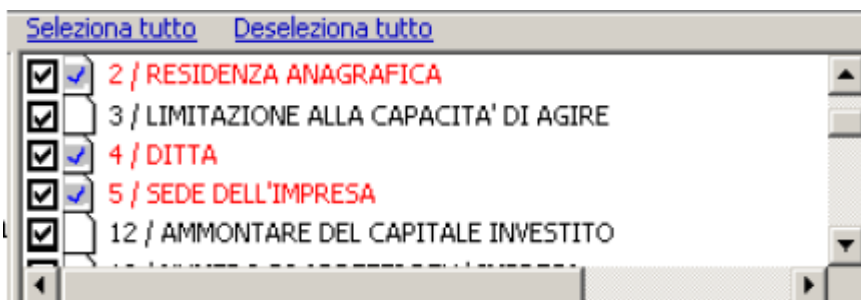 Seleziona tutto Deseleziona tutto
2 / RESIDENZA ANAGRAFICA
3 / LIMITAZIONE ALLA CAPACITA' DI AGIRE
4 / DITTA
5 / SEDE DELL'IMPRESA
12 / AMMONTARE DEL CAPITALE INVESTITO